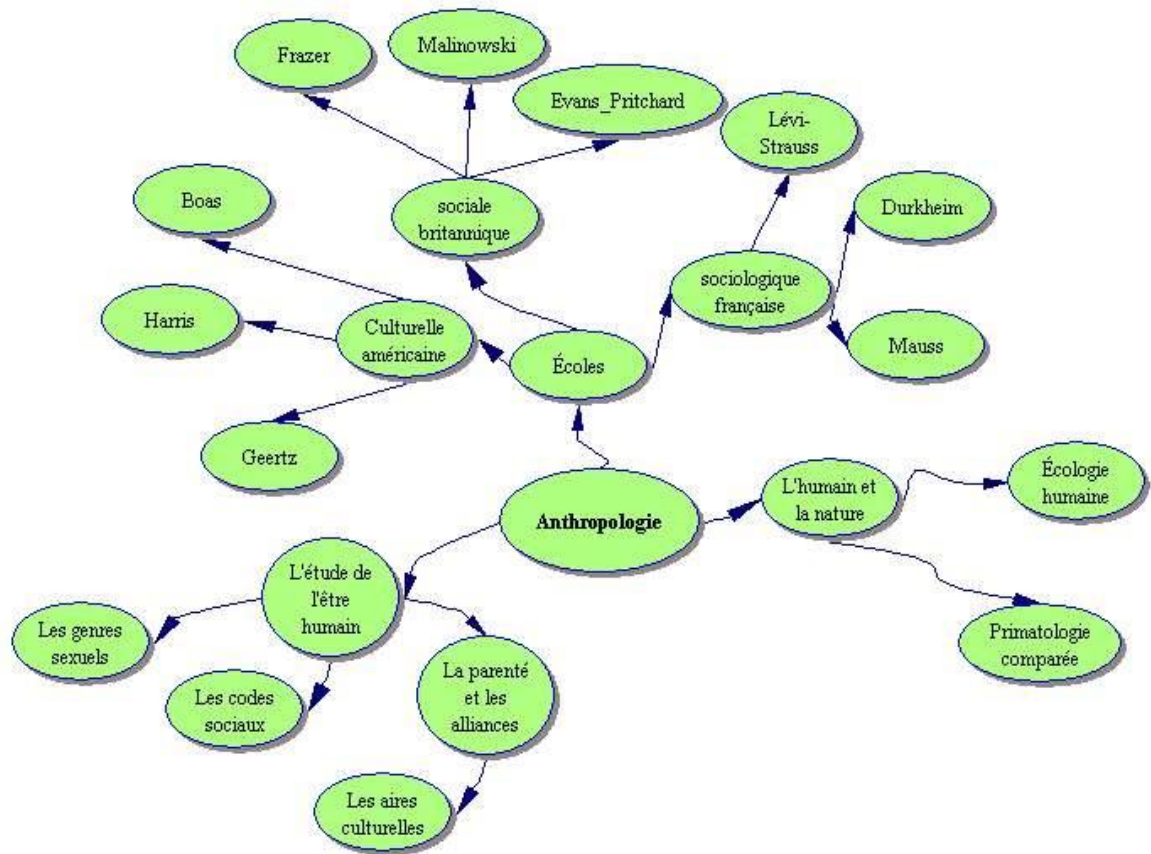 Frazer
Malinowski
Evans_Pritchard
Lévi-
Strauss
Boas
sociale
britannique
Durkheim
sociologique
française
Harris
Culturelle
américaine
Écoles
Mauss
Geertz
Anthropologie
L'humain et
la nature
Écologie
humaine
L'étude de
l'être
humain
Les genres
sexuels
Les codes
sociaux
La parenté
et les
alliances
Primatologie
comparée
Les aires
culturelles